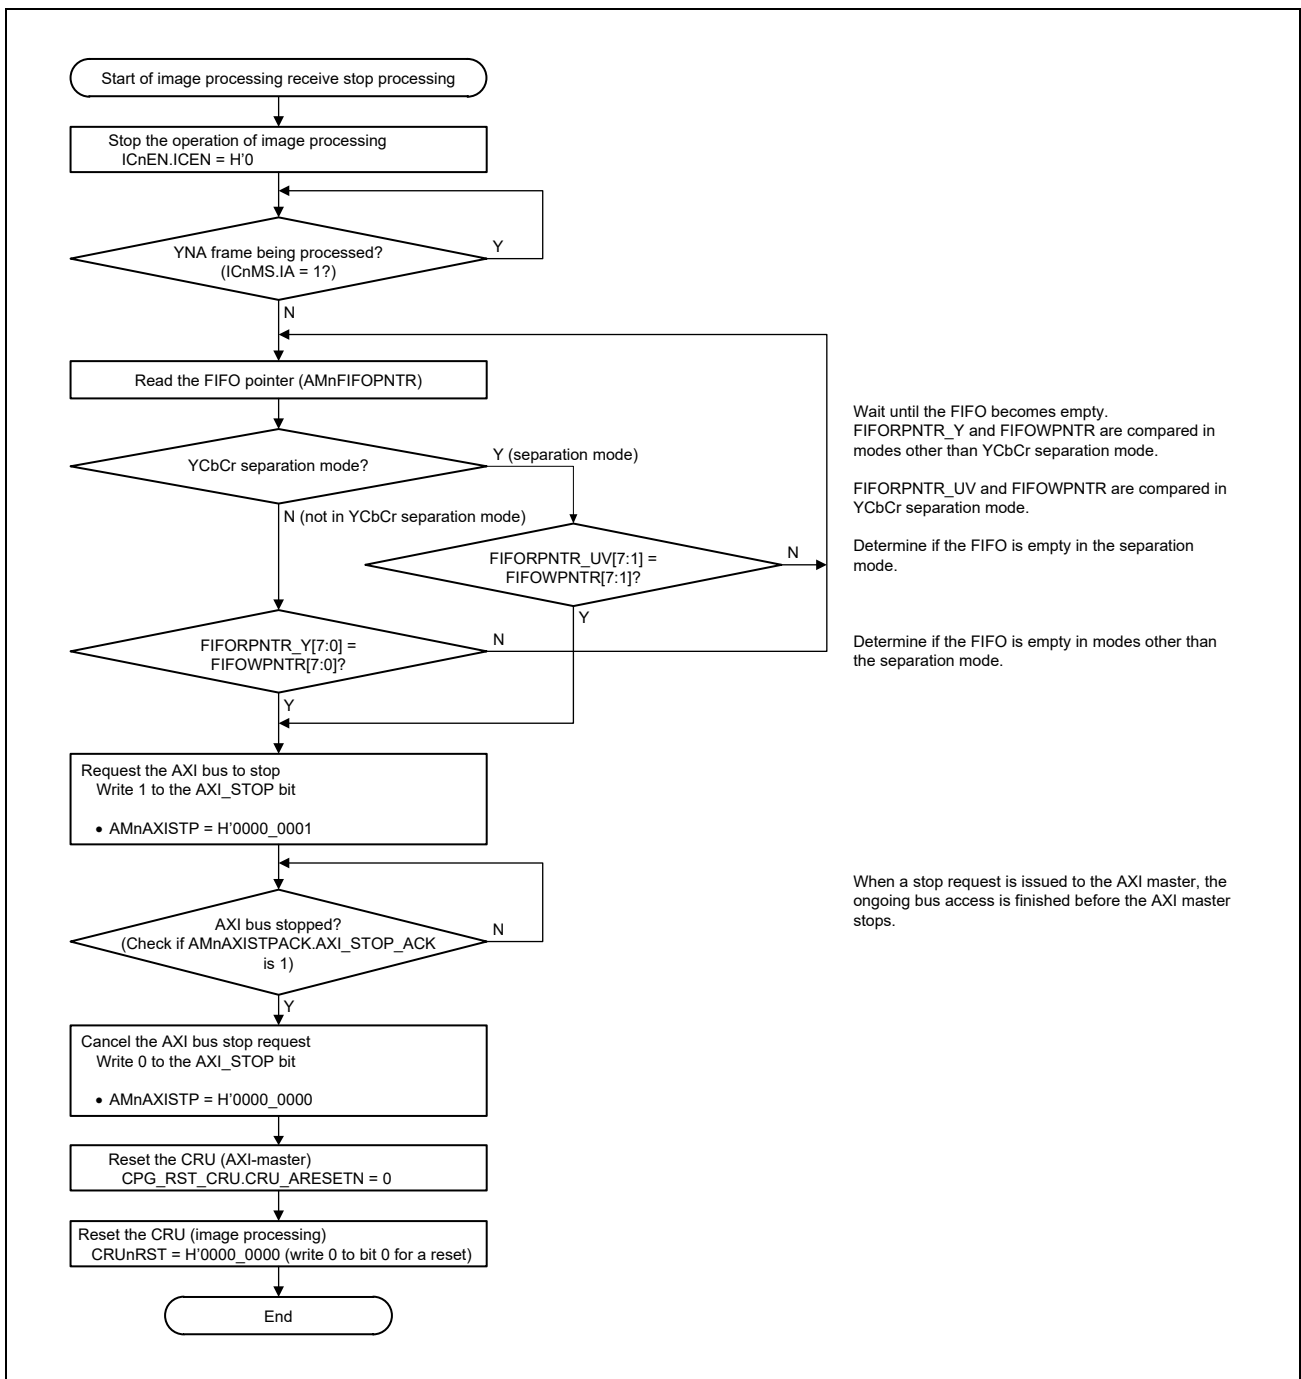 Start of image processing receive stop processing
Stop the operation of image processing
ICnEN.ICEN = H'0
YNA frame being processed?
(ICnMS.IA = 1?)
Y
N
Read the FIFO pointer (AMnFIFOPNTR)
Wait until the FIFO becomes empty.
FIFORPNTR_Y and FIFOWPNTR are compared in
modes other than YCbCr separation mode.
YCbCr separation mode?
Y (separation mode)
N (not in YCbCr separation mode)
FIFORPNTR_UV and FIFOWPNTR are compared in
YCbCr separation mode.
FIFORPNTR_UV[7:1] =
FIFOWPNTR[7:1]?
N
Y
Determine if the FIFO is empty in the separation
mode.
FIFORPNTR_Y[7:0] =
FIFOWPNTR[7:0]?
N
Y
Determine if the FIFO is empty in modes other than
the separation mode.
Request the AXI bus to stop
Write 1 to the AXI_STOP bit
• AMnAXISTP = H'0000_0001
AXI bus stopped?
(Check if AMnAXISTPACK.AXI_STOP_ACK
is 1)
N
Y
When a stop request is issued to the AXI master, the
ongoing bus access is finished before the AXI master
stops.
Cancel the AXI bus stop request
Write 0 to the AXI_STOP bit
• AMnAXISTP = H'0000_0000
Reset the CRU (AXI-master)
CPG_RST_CRU.CRU_ARESETN = 0
Reset the CRU (image processing)
CRUnRST = H'0000_0000 (write 0 to bit 0 for a reset)
End